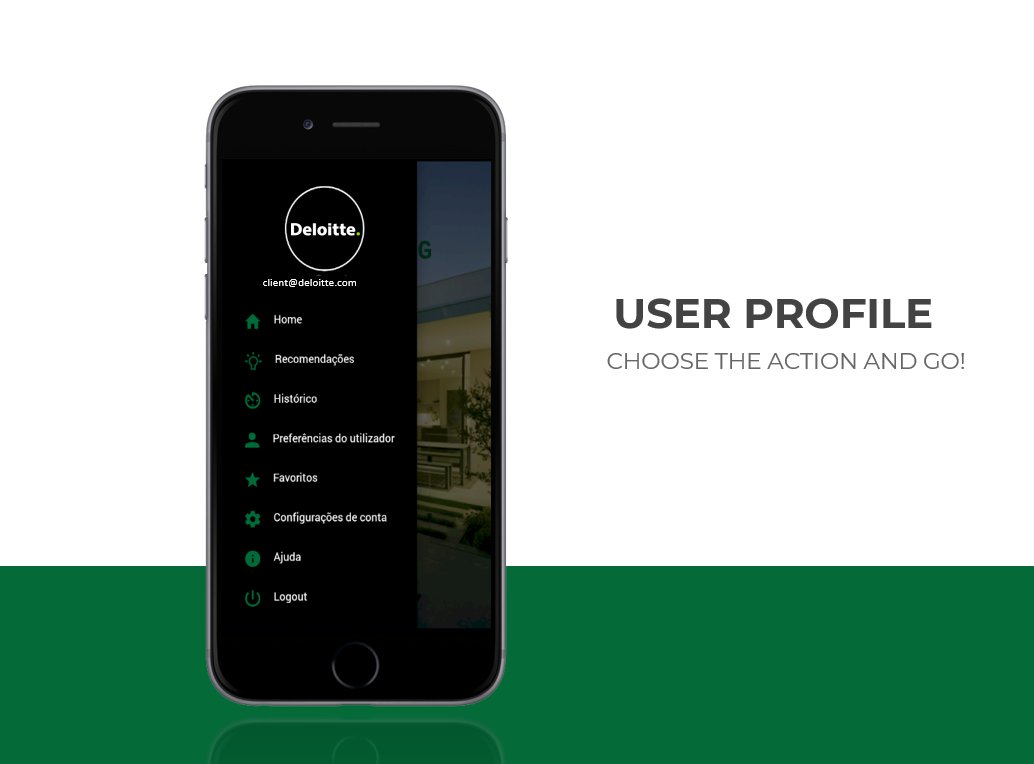 Deloitte.
client@deloitte.com
G
Home
Recomendações
Histórico
Preferências do utilizador
Favoritos
Configurações de conta
Ajuda
Logout
USER PROFILE
CHOOSE THE ACTION AND GO!